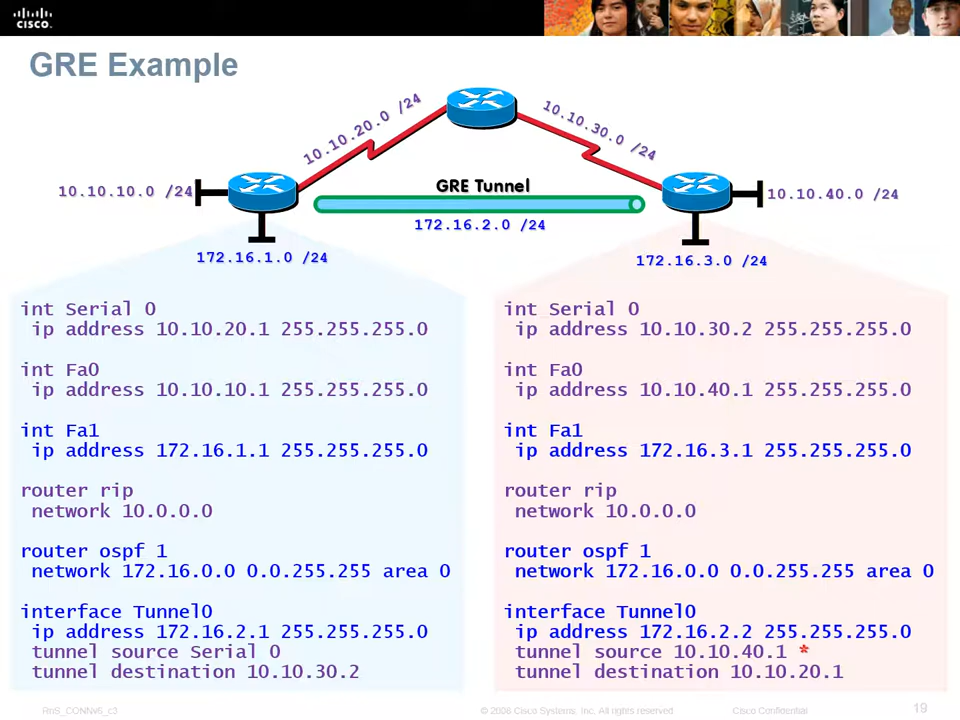 CISCO
GRE Example
10.10.20.0 /24
10.10.30.0 /24
10.10.10.0 /24
GRE Tunnel
10.10.40.0 /24
172.16.2.0 /24
172.16.1.0 /24
172.16.3.0 /24
int Serial 0
ip address 10.10.20.1 255.255.255.0
int Fa0
ip address 10.10.10.1 255.255.255.0
int Fa1
ip address 172.16.1.1 255.255.255.0
router rip
network 10.0.0.0
router ospf 1
network 172.16.0.0 0.0.255.255 area 0
interface Tunnel0
ip address 172.16.2.1 255.255.255.0
tunnel source Serial 0
tunnel destination 10.10.30.2
int Serial 0
ip address 10.10.30.2 255.255.255.0
int Fa0
ip address 10.10.40.1 255.255.255.0
int Fa1
ip address 172.16.3.1 255.255.255.0
router rip
network 10.0.0.0
router ospf 1
network 172.16.0.0 0.0.255.255 area 0
interface Tunnel0
ip address 172.16.2.2 255.255.255.0
tunnel source 10.10.40.1 *
tunnel destination 10.10.20.1
RnS_CONNv5_c3
© 2006 Cisco Systems, Inc. All rights reserved
Cisco Confidential
19